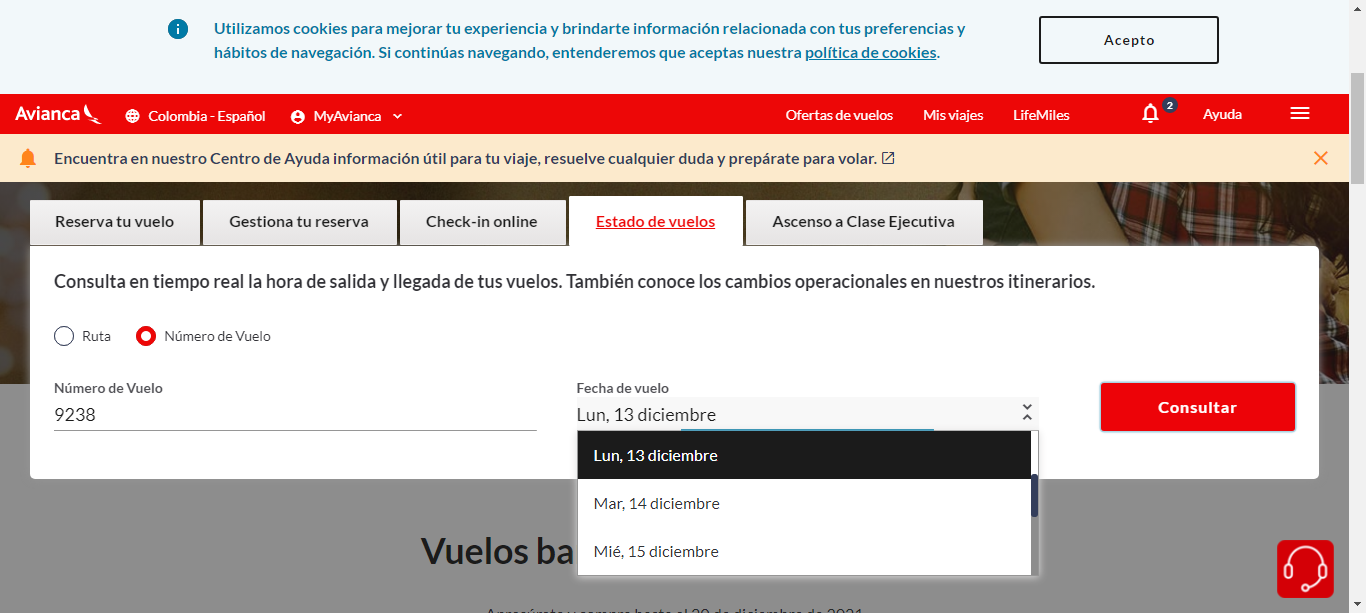 Utilizamos cookies para mejorar tu experiencia y brindarte información relacionada con tus preferencias y
hábitos de navegación. Si continúas navegando, entenderemos que aceptas nuestra política de cookies.
Acepto
Avianca
Colombia - Español
MyAvianca
Ofertas de vuelos
Mis viajes
LifeMiles
2
Ayuda
Encuentra en nuestro Centro de Ayuda información útil para tu viaje, resuelve cualquier duda y prepárate para volar.
Reserva tu vuelo
Gestiona tu reserva
Check-in online
Estado de vuelos
Ascenso a Clase Ejecutiva
Consulta en tiempo real la hora de salida y llegada de tus vuelos. También conoce los cambios operacionales en nuestros itinerarios.
Ruta
Número de Vuelo
Número de Vuelo
9238
Fecha de vuelo
Lun, 13 diciembre
Consultar
Lun, 13 diciembre
Mar, 14 diciembre
Mié, 15 diciembre
Vuelos ba